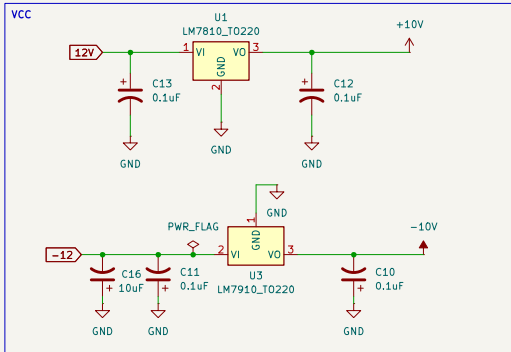 VCC
U1
LM7810_TO220
+10V
12V
1
VI
VO
3
GND
2
+
C13
0.1uF
+
C12
0.1uF
GND
GND
GND
1
GND
PWR_FLAG
-10V
-12
2
VI
GND
VO
3
C16
10uF
+
C11
0.1uF
+
U3
LM7910_TO220
C10
0.1uF
+
GND
GND
GND